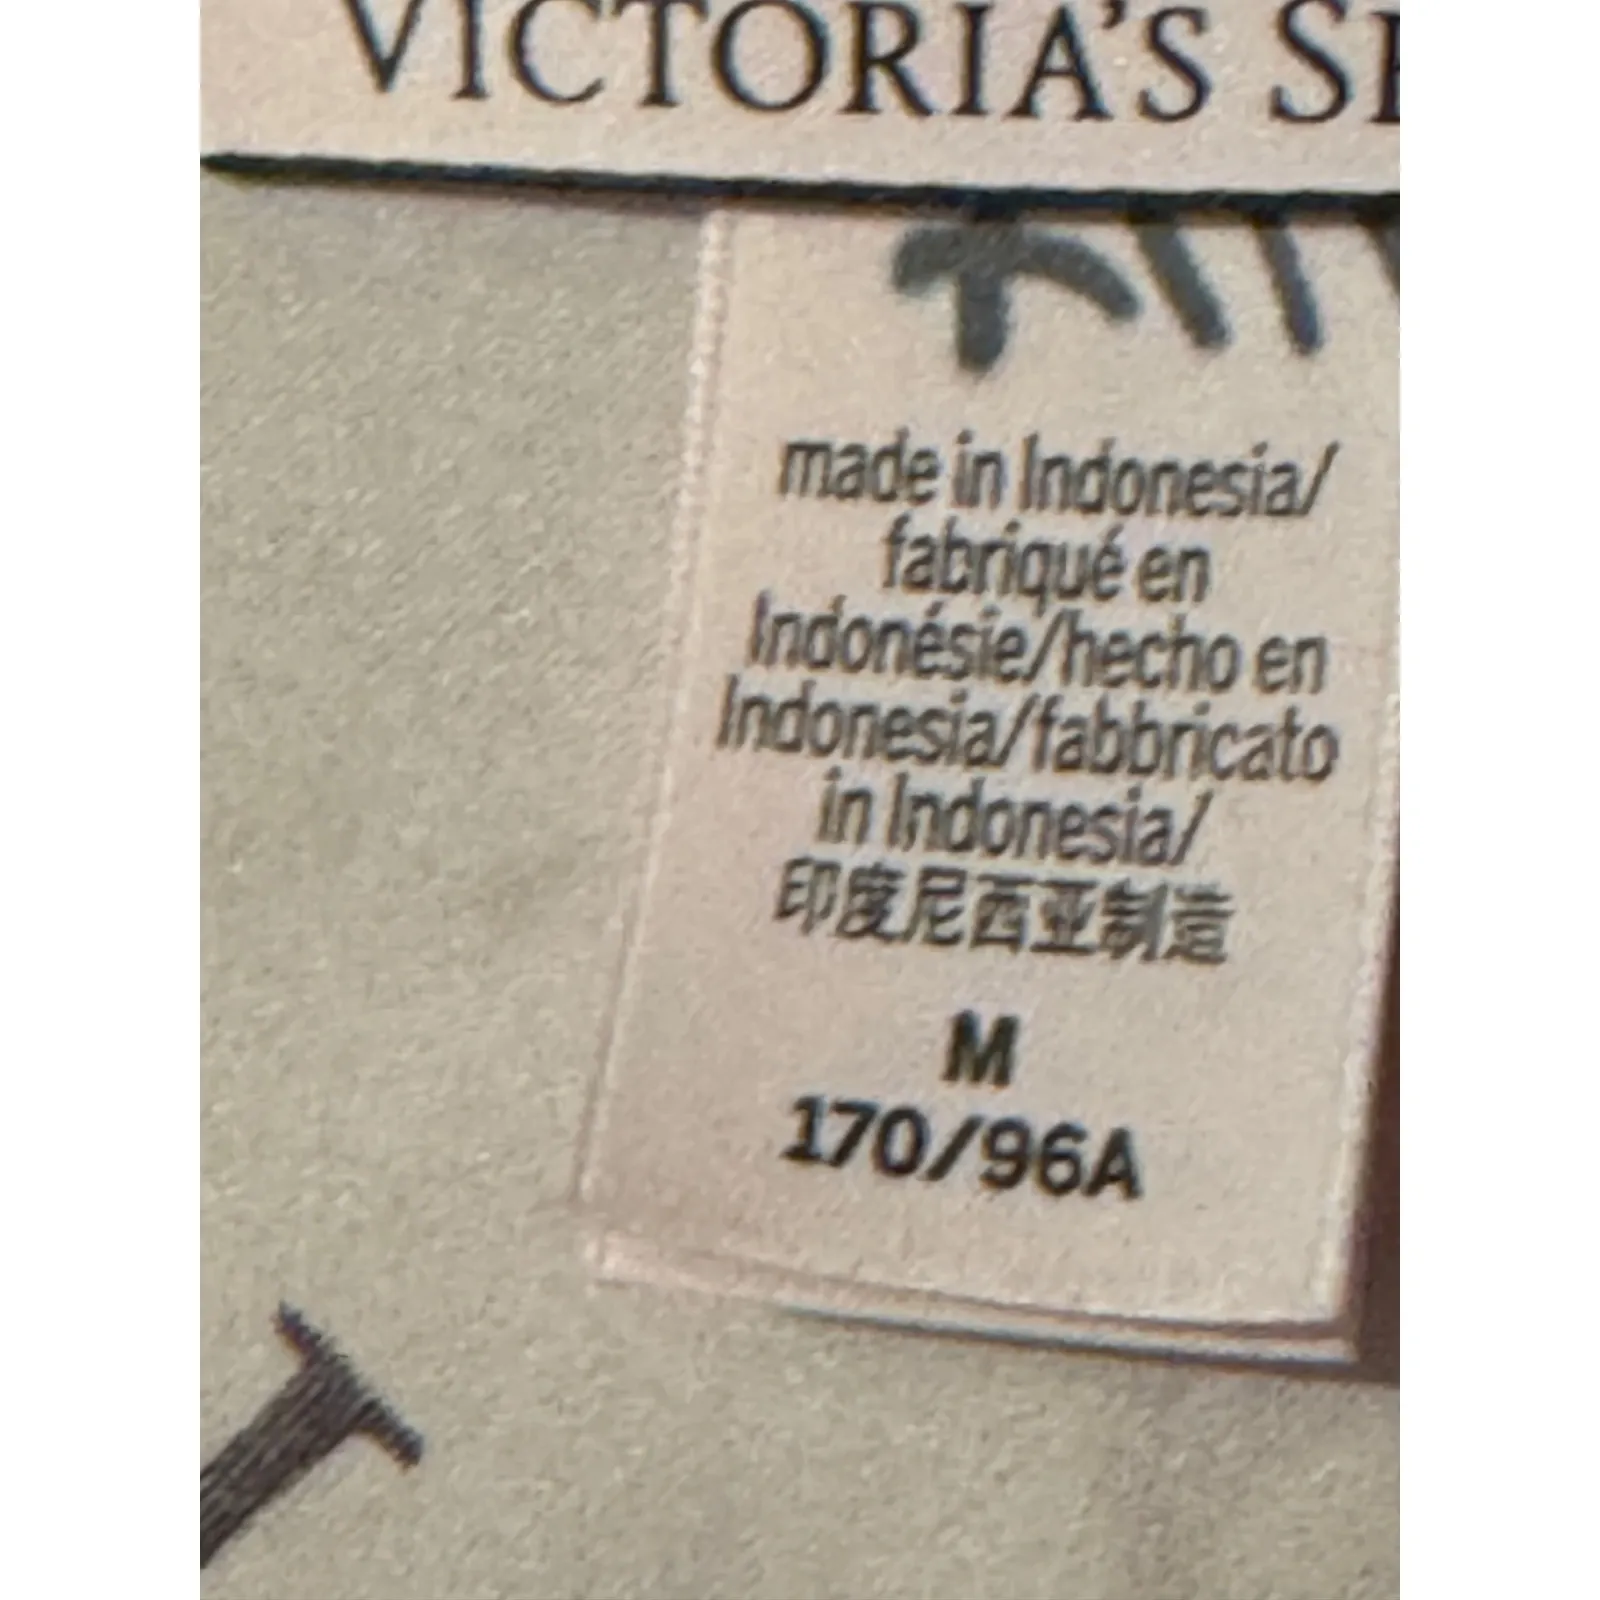 VICTORIA'S SE
made in Indonesia/
fabriqué en
Indonésie/hecho en
Indonesia/fabbricato
in Indonesia/
印度尼西亚制造
M
170/96A